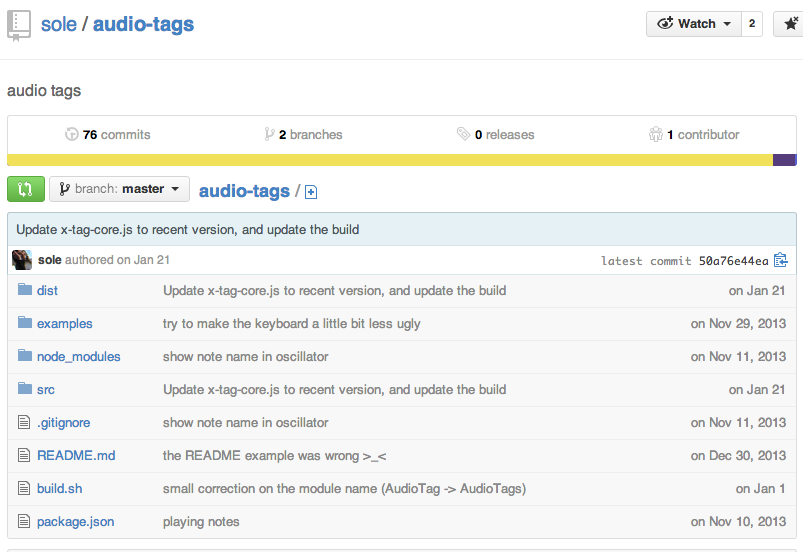 sole / audio-tags
Watch 2
audio tags
76 commits 2 branches 0 releases 1 contributor
branch: master audio-tags /
Update x-tag-core.js to recent version, and update the build
sole authored on Jan 21 latest commit 50a76e44ea
dist Update x-tag-core.js to recent version, and update the build on Jan 21
examples try to make the keyboard a little bit less ugly on Nov 29, 2013
node_modules show note name in oscillator on Nov 11, 2013
src Update x-tag-core.js to recent version, and update the build on Jan 21
.gitignore show note name in oscillator on Nov 11, 2013
README.md the README example was wrong >_< on Dec 30, 2013
build.sh small correction on the module name (AudioTag -> AudioTags) on Jan 1
package.json playing notes on Nov 10, 2013